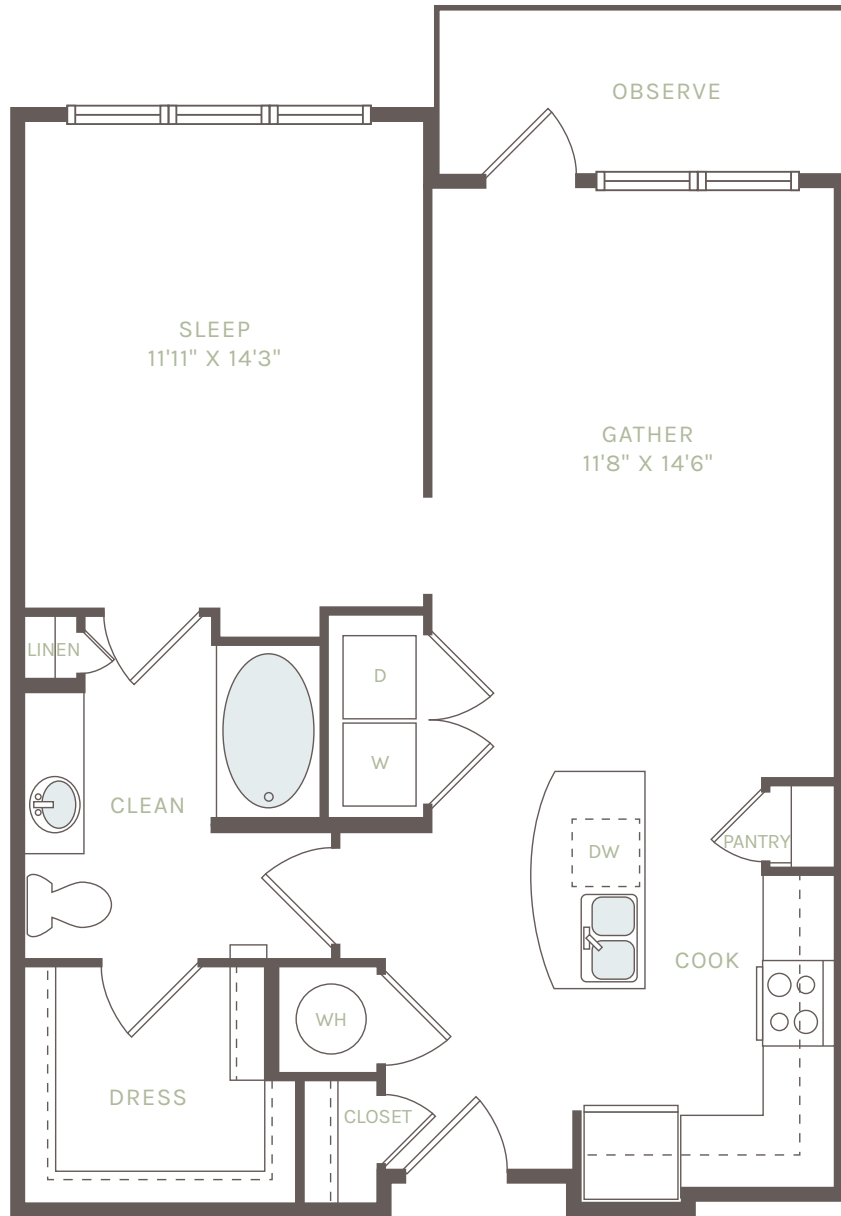 OBSERVE
SLEEP
11'11" X 14'3"
GATHER
11'8" X 14'6"
LINEN
D
W
CLEAN
DW
PANTRY
COOK
WH
DRESS
CLOSET